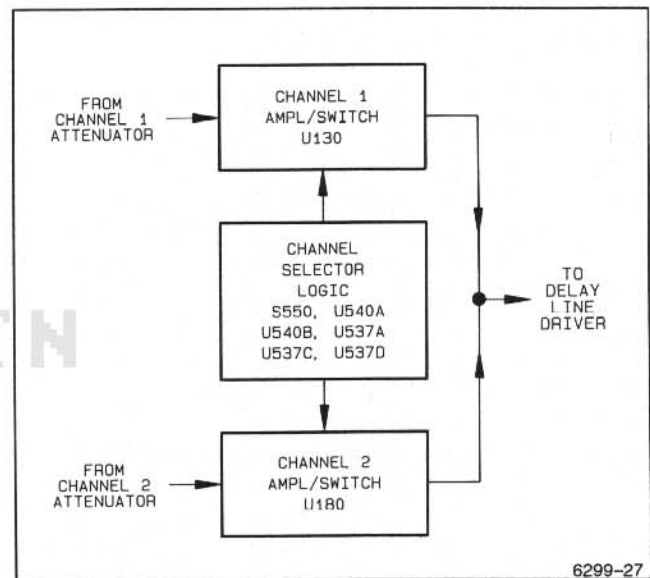 FROM
CHANNEL 1
ATTENUATOR
CHANNEL 1
AMPL/SWITCH
U130
CHANNEL
SELECTOR
LOGIC
S550, U540A
U540B, U537A
U537C, U537D
TO
DELAY
LINE
DRIVER
FROM
CHANNEL 2
ATTENUATOR
CHANNEL 2
AMPL/SWITCH
U180
6299-27